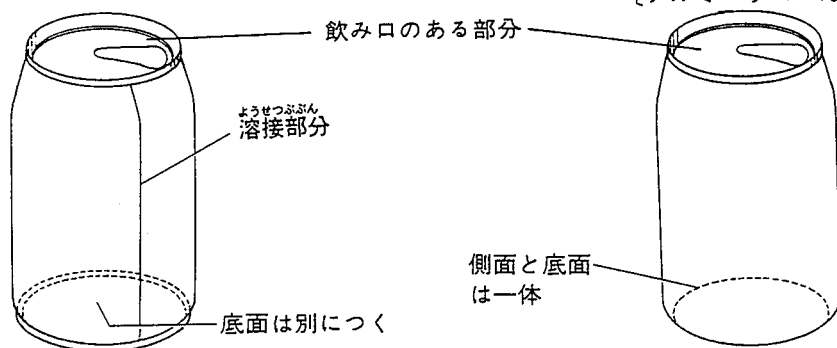 飲み口のある部分
ようせつぶぶん
溶接部分
側面と底面
は一体
底面は別につく